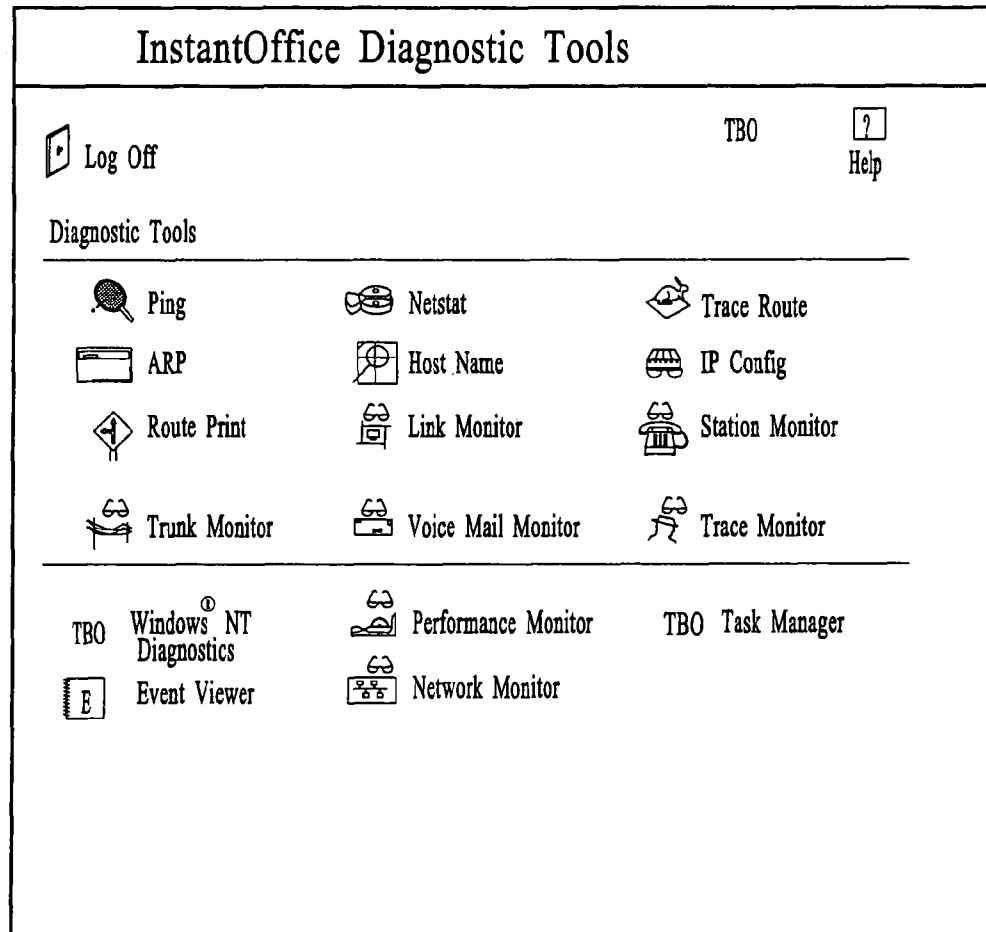 InstantOffice Diagnostic Tools
Log Off
TBO
?
Help
Diagnostic Tools
Ping
Netstat
Trace Route
ARP
Host Name
IP Config
Route Print
Link Monitor
Station Monitor
Trunk Monitor
Voice Mail Monitor
Trace Monitor
TBO
Windows® NT
Diagnostics
Performance Monitor
TBO Task Manager
E
Event Viewer
Network Monitor